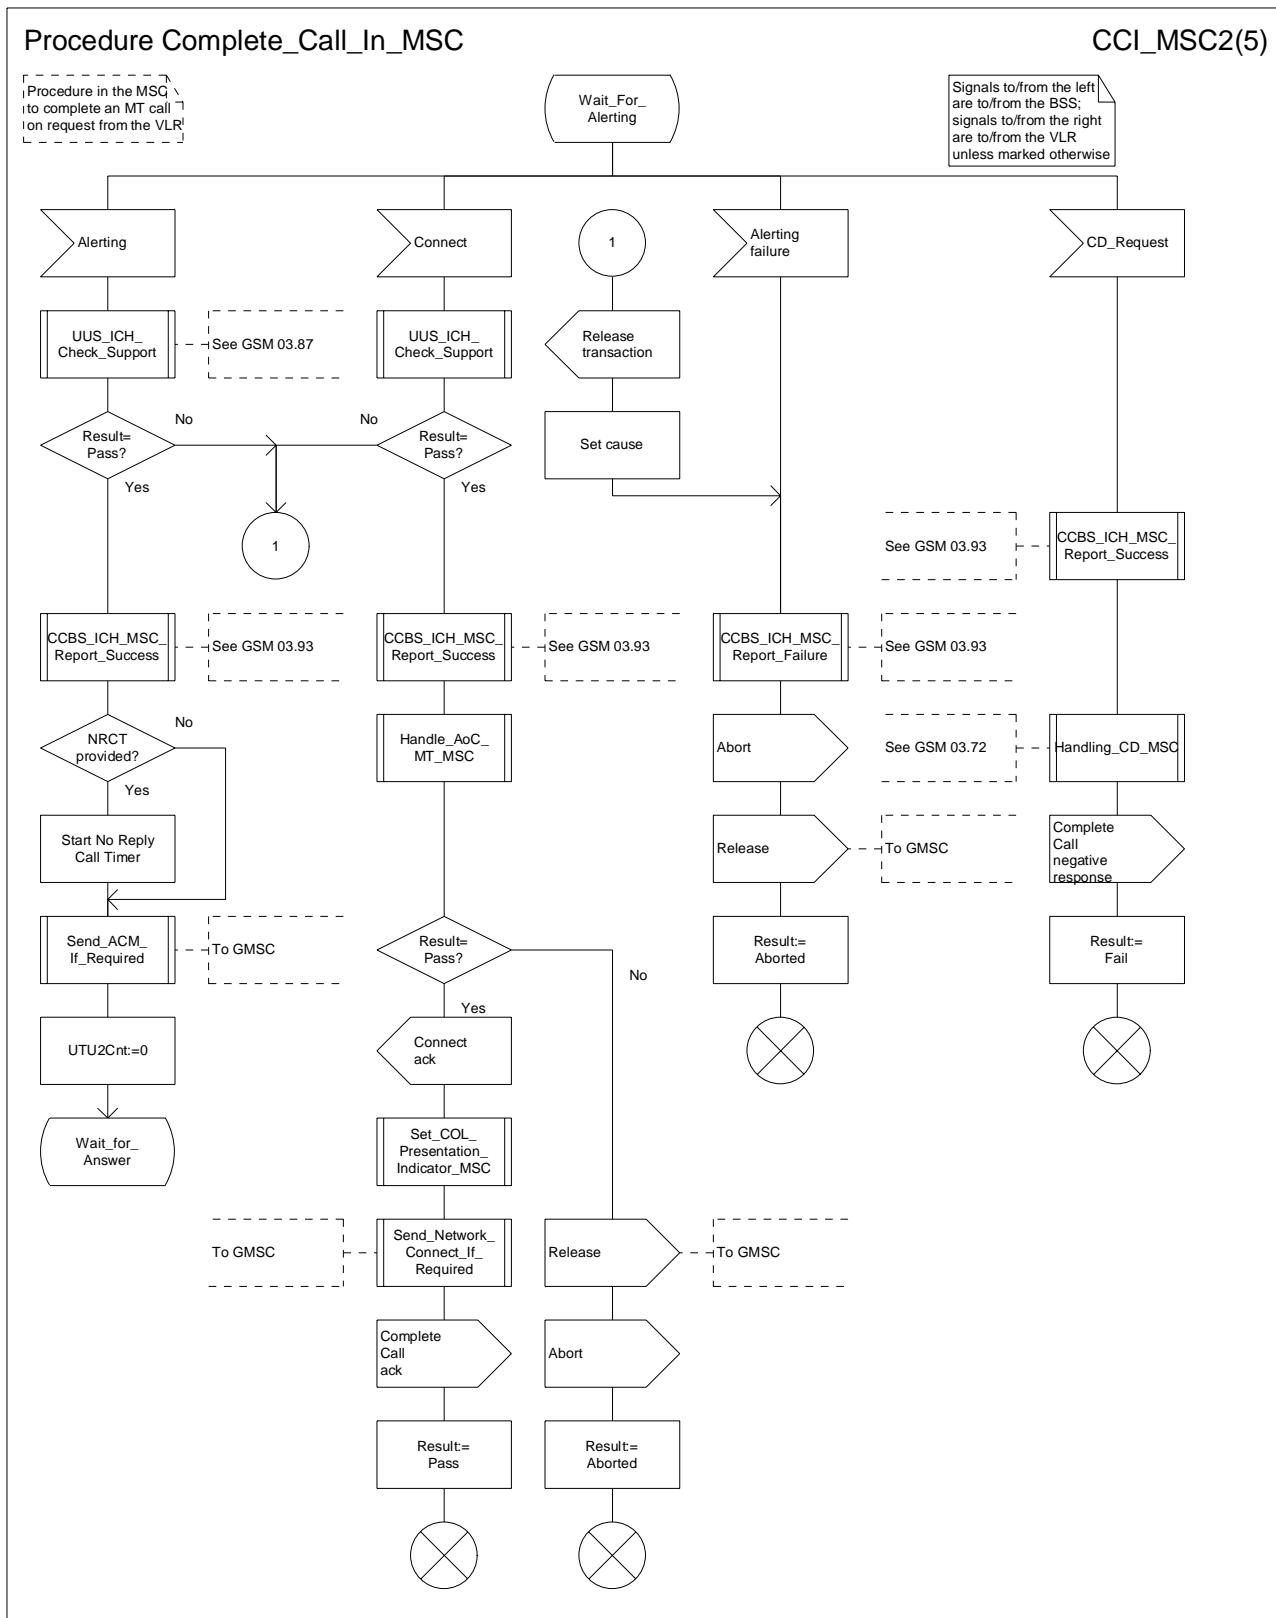 Procedure Complete_Call_In_MSC
CCI_MSC2(5)
Procedure in the MSC
to complete an MT call
on request from the VLR
Wait_For_
Alerting
Signals to/from the left
are to/from the BSS;
signals to/from the right
are to/from the VLR
unless marked otherwise
Alerting
Connect
1
Alerting
failure
CD_Request
UUS_ICH_
Check_Support
See GSM 03.87
UUS_ICH_
Check_Support
Release
transaction
Result=
Pass?
No
Yes
No
Result=
Pass?
Yes
Set cause
1
See GSM 03.93
CCBS_ICH_MSC_
Report_Success
CCBS_ICH_MSC_
Report_Success
See GSM 03.93
CCBS_ICH_MSC_
Report_Success
See GSM 03.93
CCBS_ICH_MSC_
Report_Failure
See GSM 03.93
NRCT
provided?
No
Yes
Handle_AoC_
MT_MSC
Abort
See GSM 03.72
Handling_CD_MSC
Start No Reply
Call Timer
Release
To GMSC
Complete
Call
negative
response
Send_ACM_
If_Required
To GMSC
Result=
Pass?
No
Yes
Result:=
Aborted
Result:=
Fail
UTU2Cnt:=0
Connect
ack
Wait_for_
Answer
Set_COL_
Presentation_
Indicator_MSC
To GMSC
Send_Network_
Connect_If_
Required
Release
To GMSC
Complete
Call
ack
Abort
Result:=
Pass
Result:=
Aborted